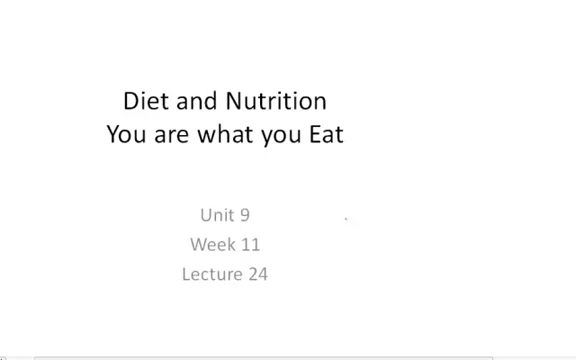 Diet and Nutrition
You are what you Eat
Unit 9
Week 11
Lecture 24